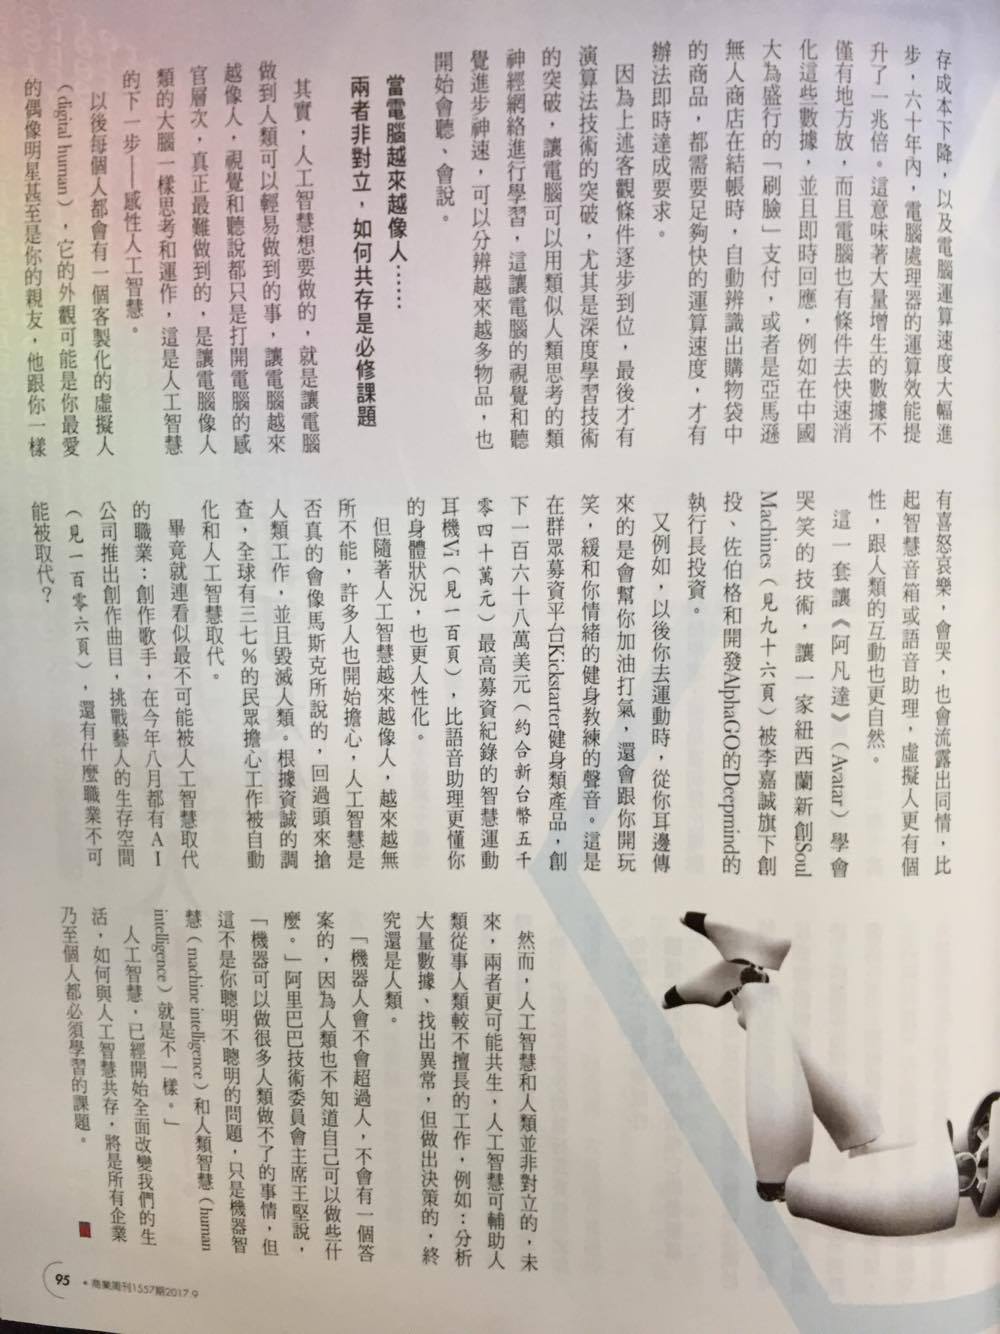 存成本下降，以及電腦運算速度大幅進
步，六十年內，電腦處理器的運算效能提
升了一兆倍。這意味著大量增生的數據不
僅有地方放，而且電腦也有條件去快速消
化這些數據，並且即時回應，例如在中國
大為盛行的「刷臉」支付，或者是亞馬遜
無人商店在結帳時，自動辨識出購物袋中
的商品，都需要足夠快的運算速度，才有
辦法即時達成要求。
因為上述客觀條件逐步到位，最後才有
演算法技術的突破，尤其是深度學習技術
的突破，讓電腦可以用類似人類思考的類
神經網絡進行學習，這讓電腦的視覺和聽
覺進步神速，可以分辨越來越多物品，也
開始會聽、會說。
當電腦越來越像人……
兩者非對立，如何共存是必修課題
其實，人工智慧想要做的，就是讓電腦
做到人類可以輕易做到的事，讓電腦越來
越像人，視覺和聽說都只是打開電腦的感
官層次，真正最難做到的，是讓電腦像人
類的大腦一樣思考和運作，這是人工智慧
的下一步——感性人工智慧。
以後每個人都會有一個客製化的虛擬人
（digital human），它的外觀可能是你最愛
的偶像明星甚至是你的親友，他跟你一樣
有喜怒哀樂，會哭，也會流露出同情，比
起智慧音箱或語音助理，虛擬人更有個
性，跟人類的互動也更自然。
這一套讓《阿凡達》（Avatar）學會
哭笑的技術，讓一家紐西蘭新創Soul
Machines（見九十六頁）被李嘉誠旗下創
投、佐伯格和開發AlphaGO的Deepmind的
執行長投資。
又例如，以後你去運動時，從你耳邊傳
來的是會幫你加油打氣，還會跟你開玩
笑，緩和你情緒的健身教練的聲音。這是
在群眾募資平台Kickstarter健身類產品，創
下一百六十八萬美元（約合新台幣五千
零四十萬元）最高募資紀錄的智慧運動
耳機Vi（見一百頁），比語音助理更懂你
的身體狀況，也更人性化。
但隨著人工智慧越來越像人，越來越無
所不能，許多人也開始擔心，人工智慧是
否真的會像馬斯克所說的，回過頭來搶
人類工作，並且毀滅人類。根據資誠的調
查，全球有三七%的民眾擔心工作被自動
化和人工智慧取代。
畢竟就連看似最不可能被人工智慧取代
的職業：創作歌手，在今年八月都有AI
公司推出創作曲目，挑戰藝人的生存空間
（見一百零六頁），還有什麼職業不可
能被取代？
然而，人工智慧和人類並非對立的，未
來，兩者更可能共生，人工智慧可輔助人
類從事人類較不擅長的工作，例如：分析
大量數據、找出異常，但做出決策的，終
究還是人類。
「機器人會不會超過人，不會有一個答
案的，因為人類也不知道自己可以做些什
麼。」阿里巴巴技術委員會主席王堅說，
「機器可以做很多人類做不了的事情，但
這不是你聰明不聰明的問題，只是機器智
慧（machine intelligence）和人類智慧（human
intelligence）就是不一樣。」
人工智慧，已經開始全面改變我們的生
活，如何與人工智慧共存，將是所有企業
乃至個人都必須學習的課題。
95 • 商業周刊1557期2017.9